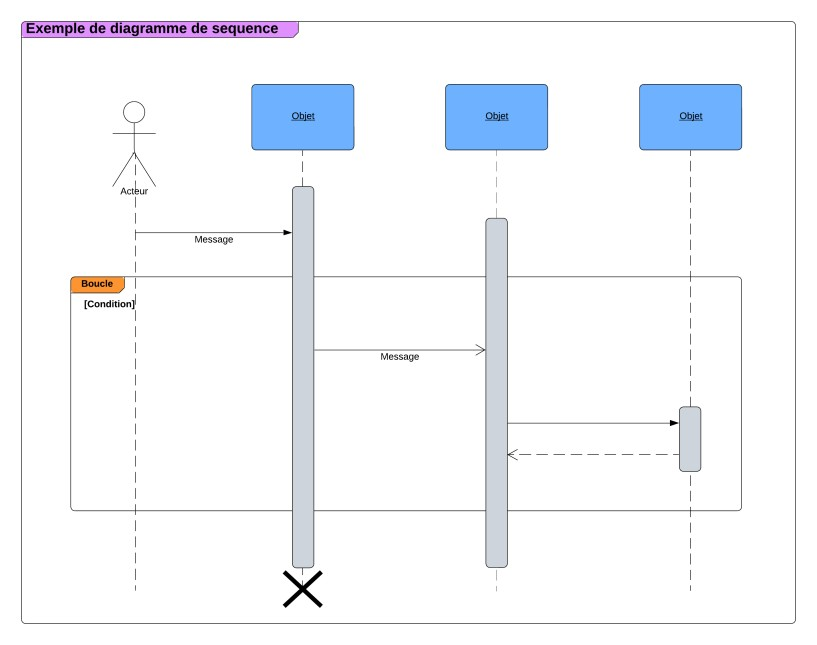 Exemple de diagramme de sequence
Objet
Objet
Objet
Acteur
Message
Boucle
[Condition]
Message